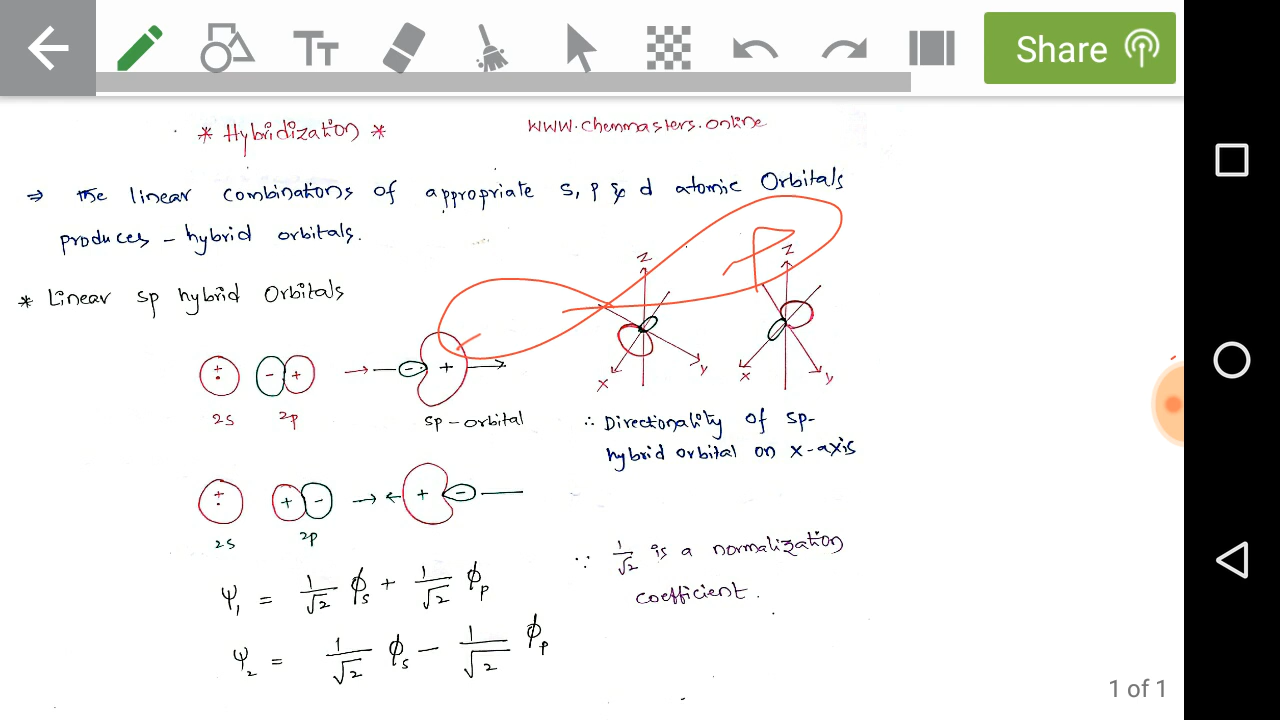 Share
* Hybridization *
www.chemmasters.online
⇒ The linear combinations of appropriate s, p & d atomic Orbitals
produces - hybrid orbitals.
* Linear sp hybrid Orbitals
z
z
+
- +
→
- +
x
y
x
y
2s
2p
sp-orbital
∴ Directionality of sp-
hybrid orbital on x-axis
+
+ -
→
+ -
2s
2p
∵ 1/√2 is a normalization
coefficient.
Ψ₁ = 1/√2 ϕₛ + 1/√2 ϕₚ
Ψ₂ = 1/√2 ϕₛ - 1/√2 ϕₚ
1 of 1